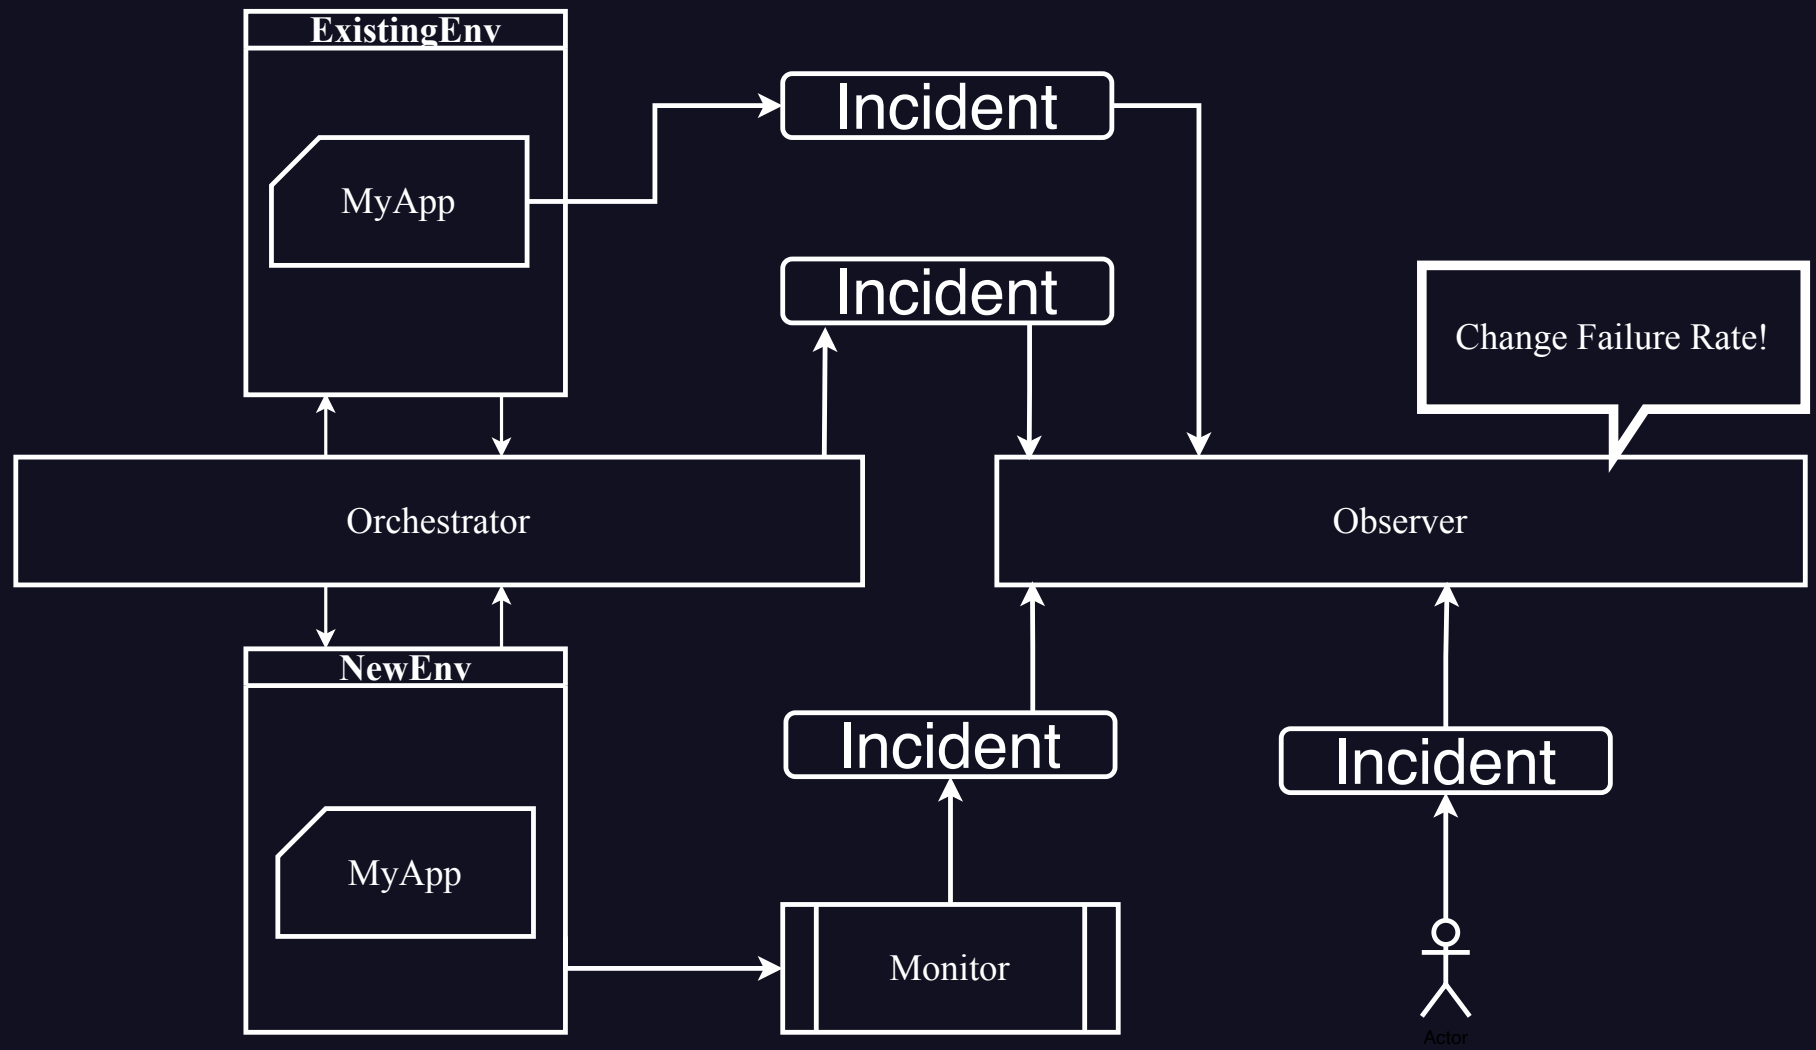 ExistingEnv
Incident
MyApp
Incident
Change Failure Rate!
Orchestrator
Observer
NewEnv
Incident
Incident
MyApp
Monitor
Actor